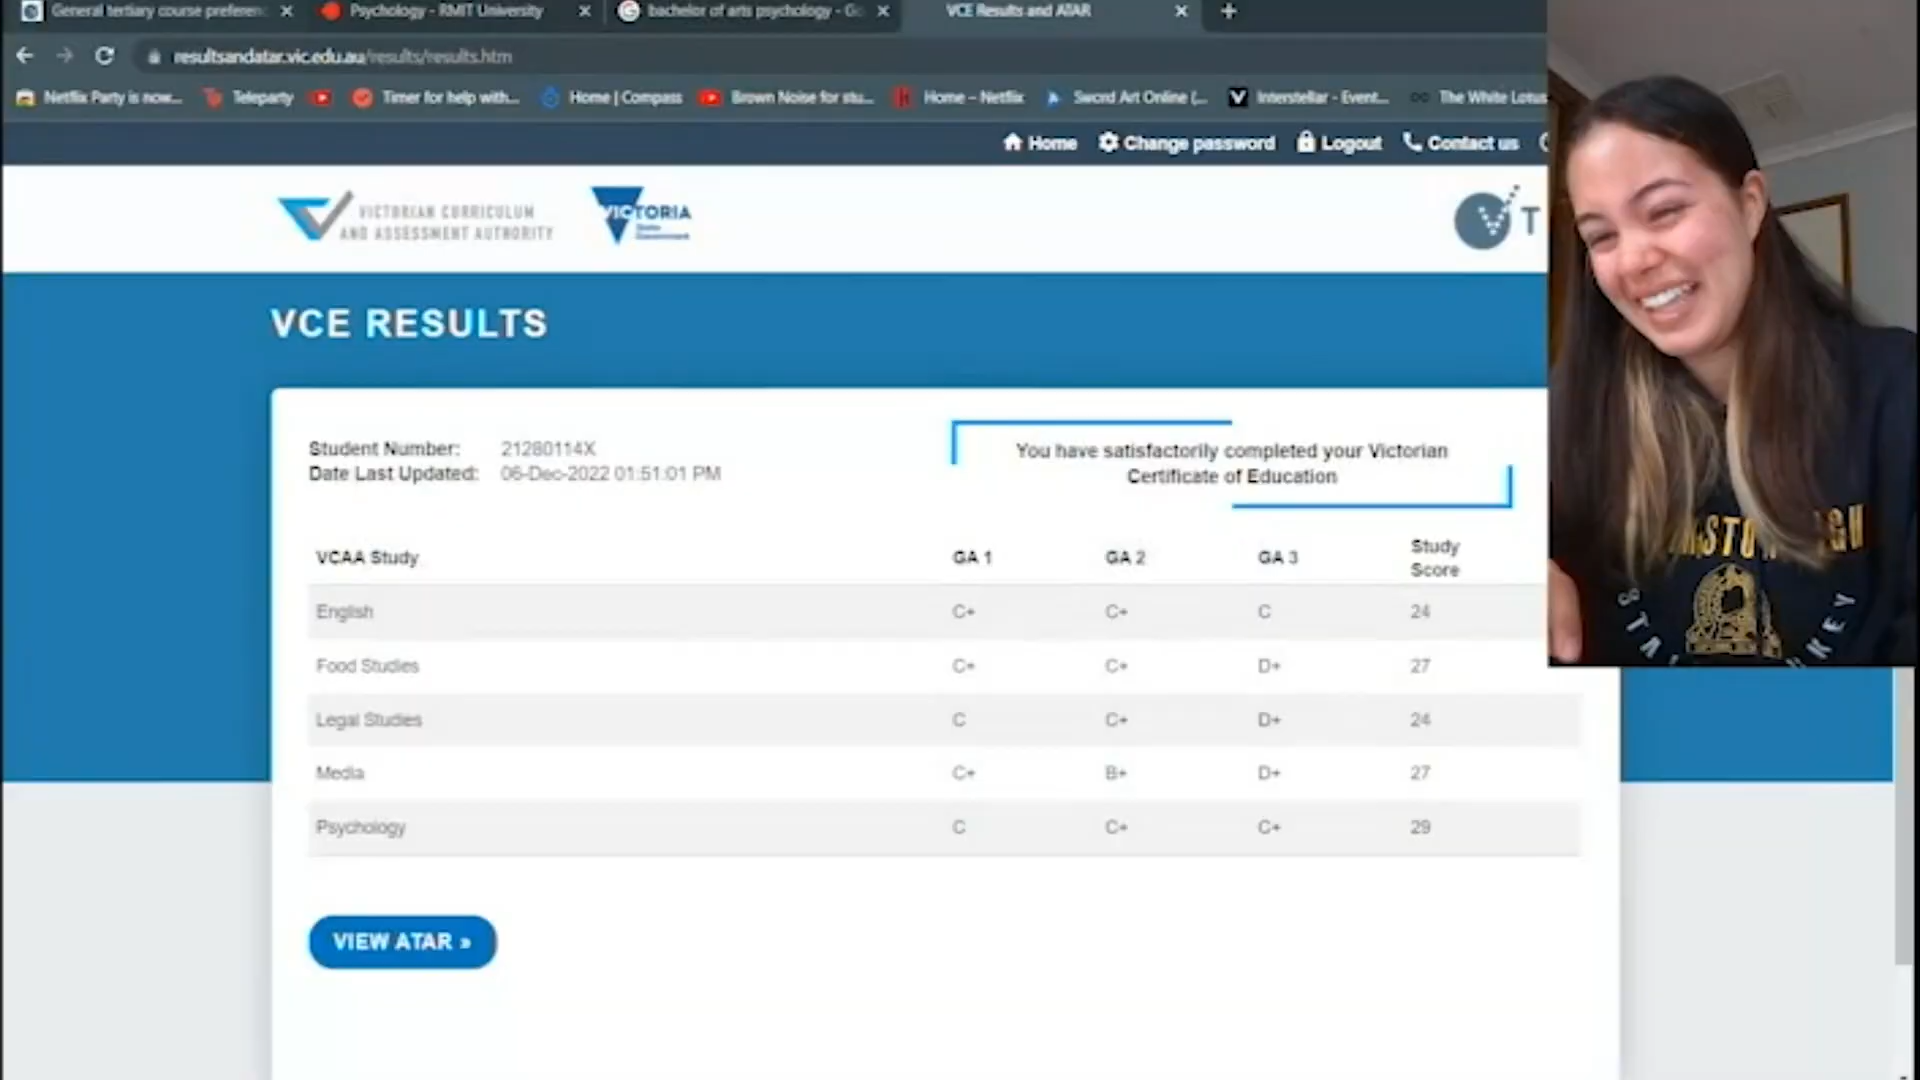 General tertiary course preferen
Psychology - RMIT University
bachelor of arts psychology - Go
VCE Results and ATAR
resultsandatar.vic.edu.au/results/results.htm
Netflix Party is now...
Teleparty
Timer for help with...
Home | Compass
Brown Noise for stu...
Home – Netflix
Sword Art Online (...
Interstellar - Event...
The White Lotus
Home
Change password
Logout
Contact us
VICTORIAN CURRICULUM
AND ASSESSMENT AUTHORITY
VICTORIA
State
Government
V T
VCE RESULTS
Student Number: 21280114X
Date Last Updated: 06-Dec-2022 01:51:01 PM
You have satisfactorily completed your Victorian
Certificate of Education
VCAA Study GA 1 GA 2 GA 3 Study Score
English C+ C+ C 24
Food Studies C+ C+ D+ 27
Legal Studies C C+ D+ 24
Media C+ B+ D+ 27
Psychology C C+ C+ 29
VIEW ATAR »